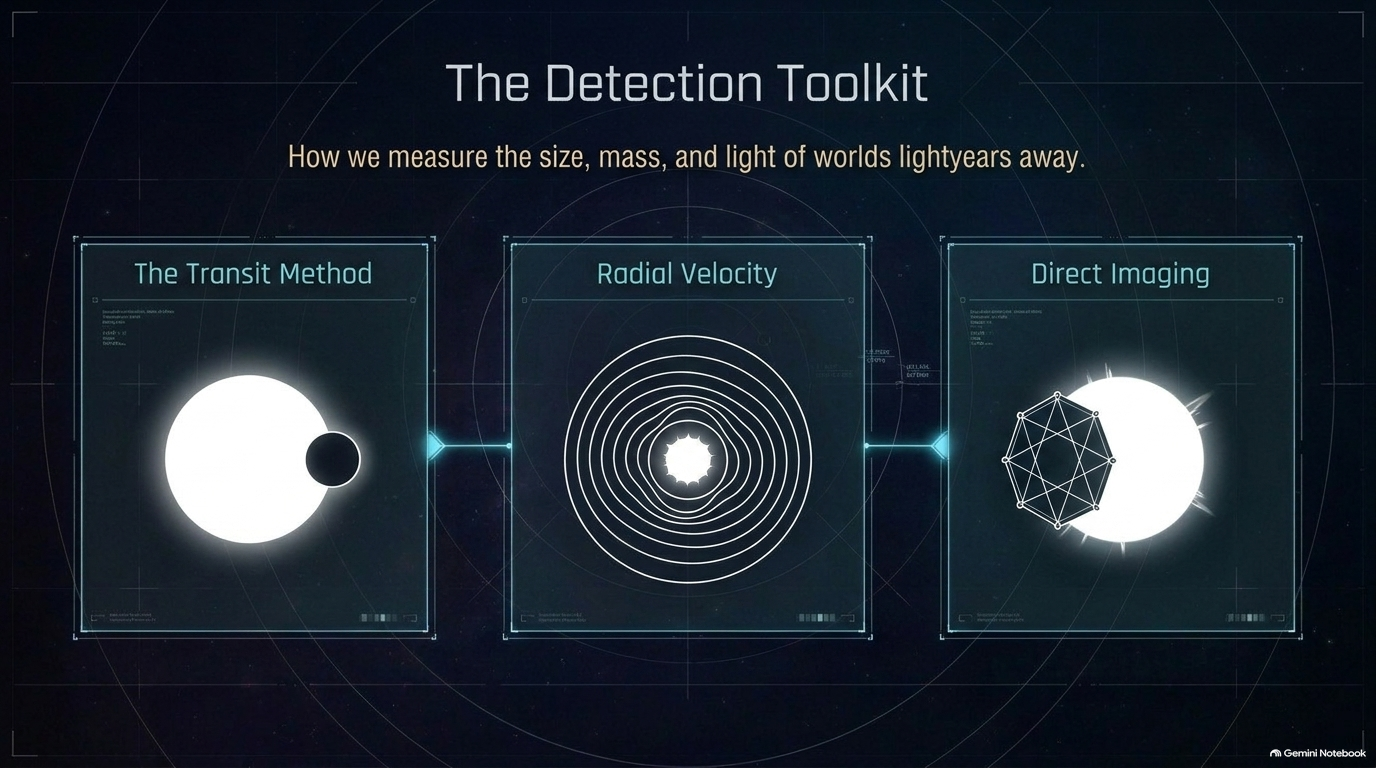 The Detection Toolkit
How we measure the size, mass, and light of worlds lightyears away.
The Transit Method
Radial Velocity
Direct Imaging
Gemini Notebook